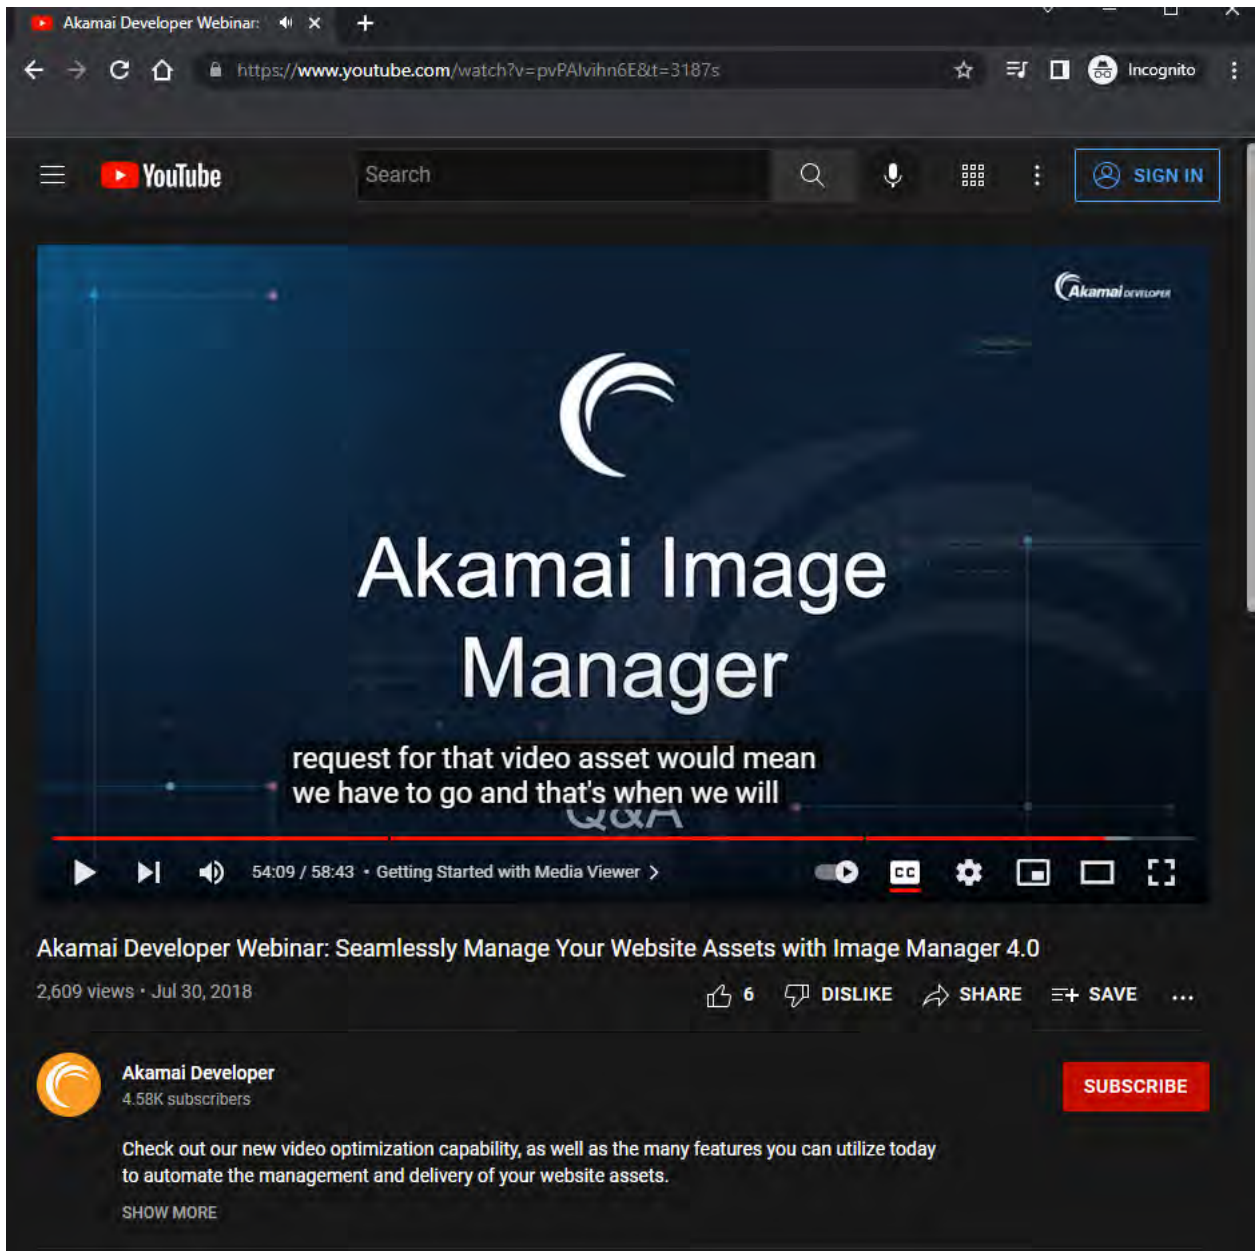 Akamai Developer Webinar:
https://www.youtube.com/watch?v=pvPAlvihn6E&t=3187s
Incognito
YouTube
Search
SIGN IN
Akamai DEVELOPER
Akamai Image
Manager
request for that video asset would mean
we have to go and that's when we will
Q&A
54:09 / 58:43 • Getting Started with Media Viewer >
CC
Akamai Developer Webinar: Seamlessly Manage Your Website Assets with Image Manager 4.0
2,609 views • Jul 30, 2018
6 DISLIKE SHARE SAVE ...
Akamai Developer
4.58K subscribers
SUBSCRIBE
Check out our new video optimization capability, as well as the many features you can utilize today
to automate the management and delivery of your website assets.
SHOW MORE